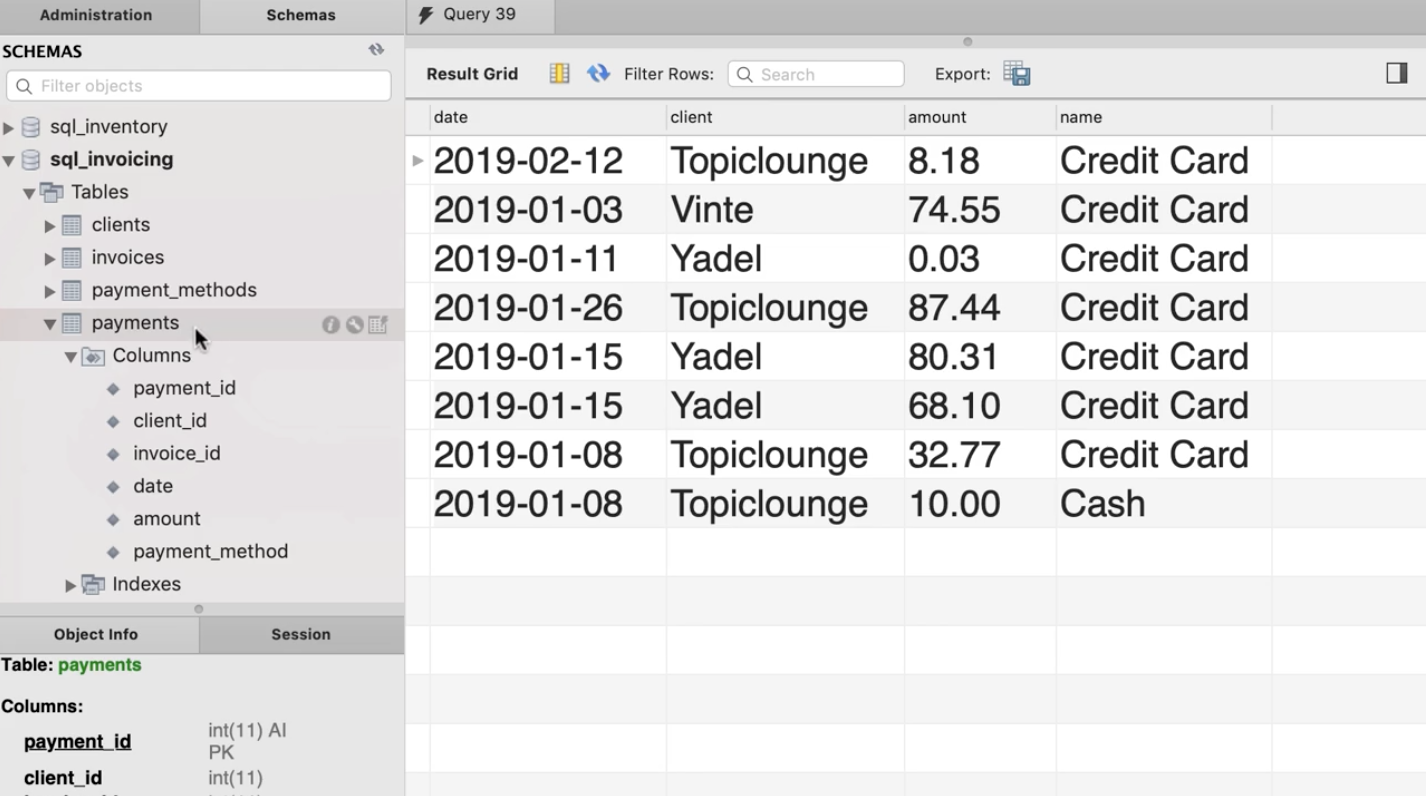 Administration Schemas
SCHEMAS
Filter objects
sql_inventory
sql_invoicing
Tables
clients
invoices
payment_methods
payments
Columns
payment_id
client_id
invoice_id
date
amount
payment_method
Indexes
Object Info Session
Table: payments
Columns:
payment_id int(11) AI
PK
client_id int(11)
Query 39
Result Grid Filter Rows: Search Export:
date client amount name
2019-02-12 Topiclounge 8.18 Credit Card
2019-01-03 Vinte 74.55 Credit Card
2019-01-11 Yadel 0.03 Credit Card
2019-01-26 Topiclounge 87.44 Credit Card
2019-01-15 Yadel 80.31 Credit Card
2019-01-15 Yadel 68.10 Credit Card
2019-01-08 Topiclounge 32.77 Credit Card
2019-01-08 Topiclounge 10.00 Cash